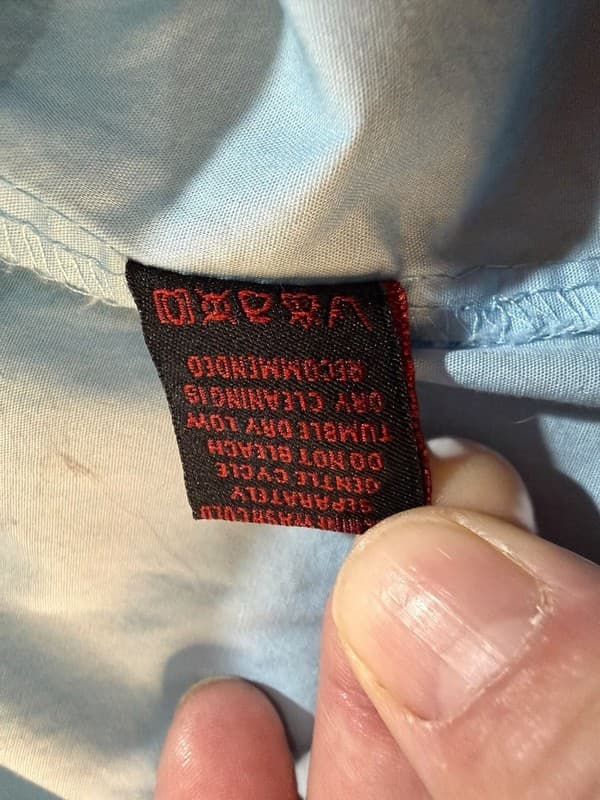 WASH COLD
SEPARATELY
GENTLE CYCLE
DO NOT BLEACH
TUMBLE DRY LOW
DRY CLEANING IS
RECOMMENDED